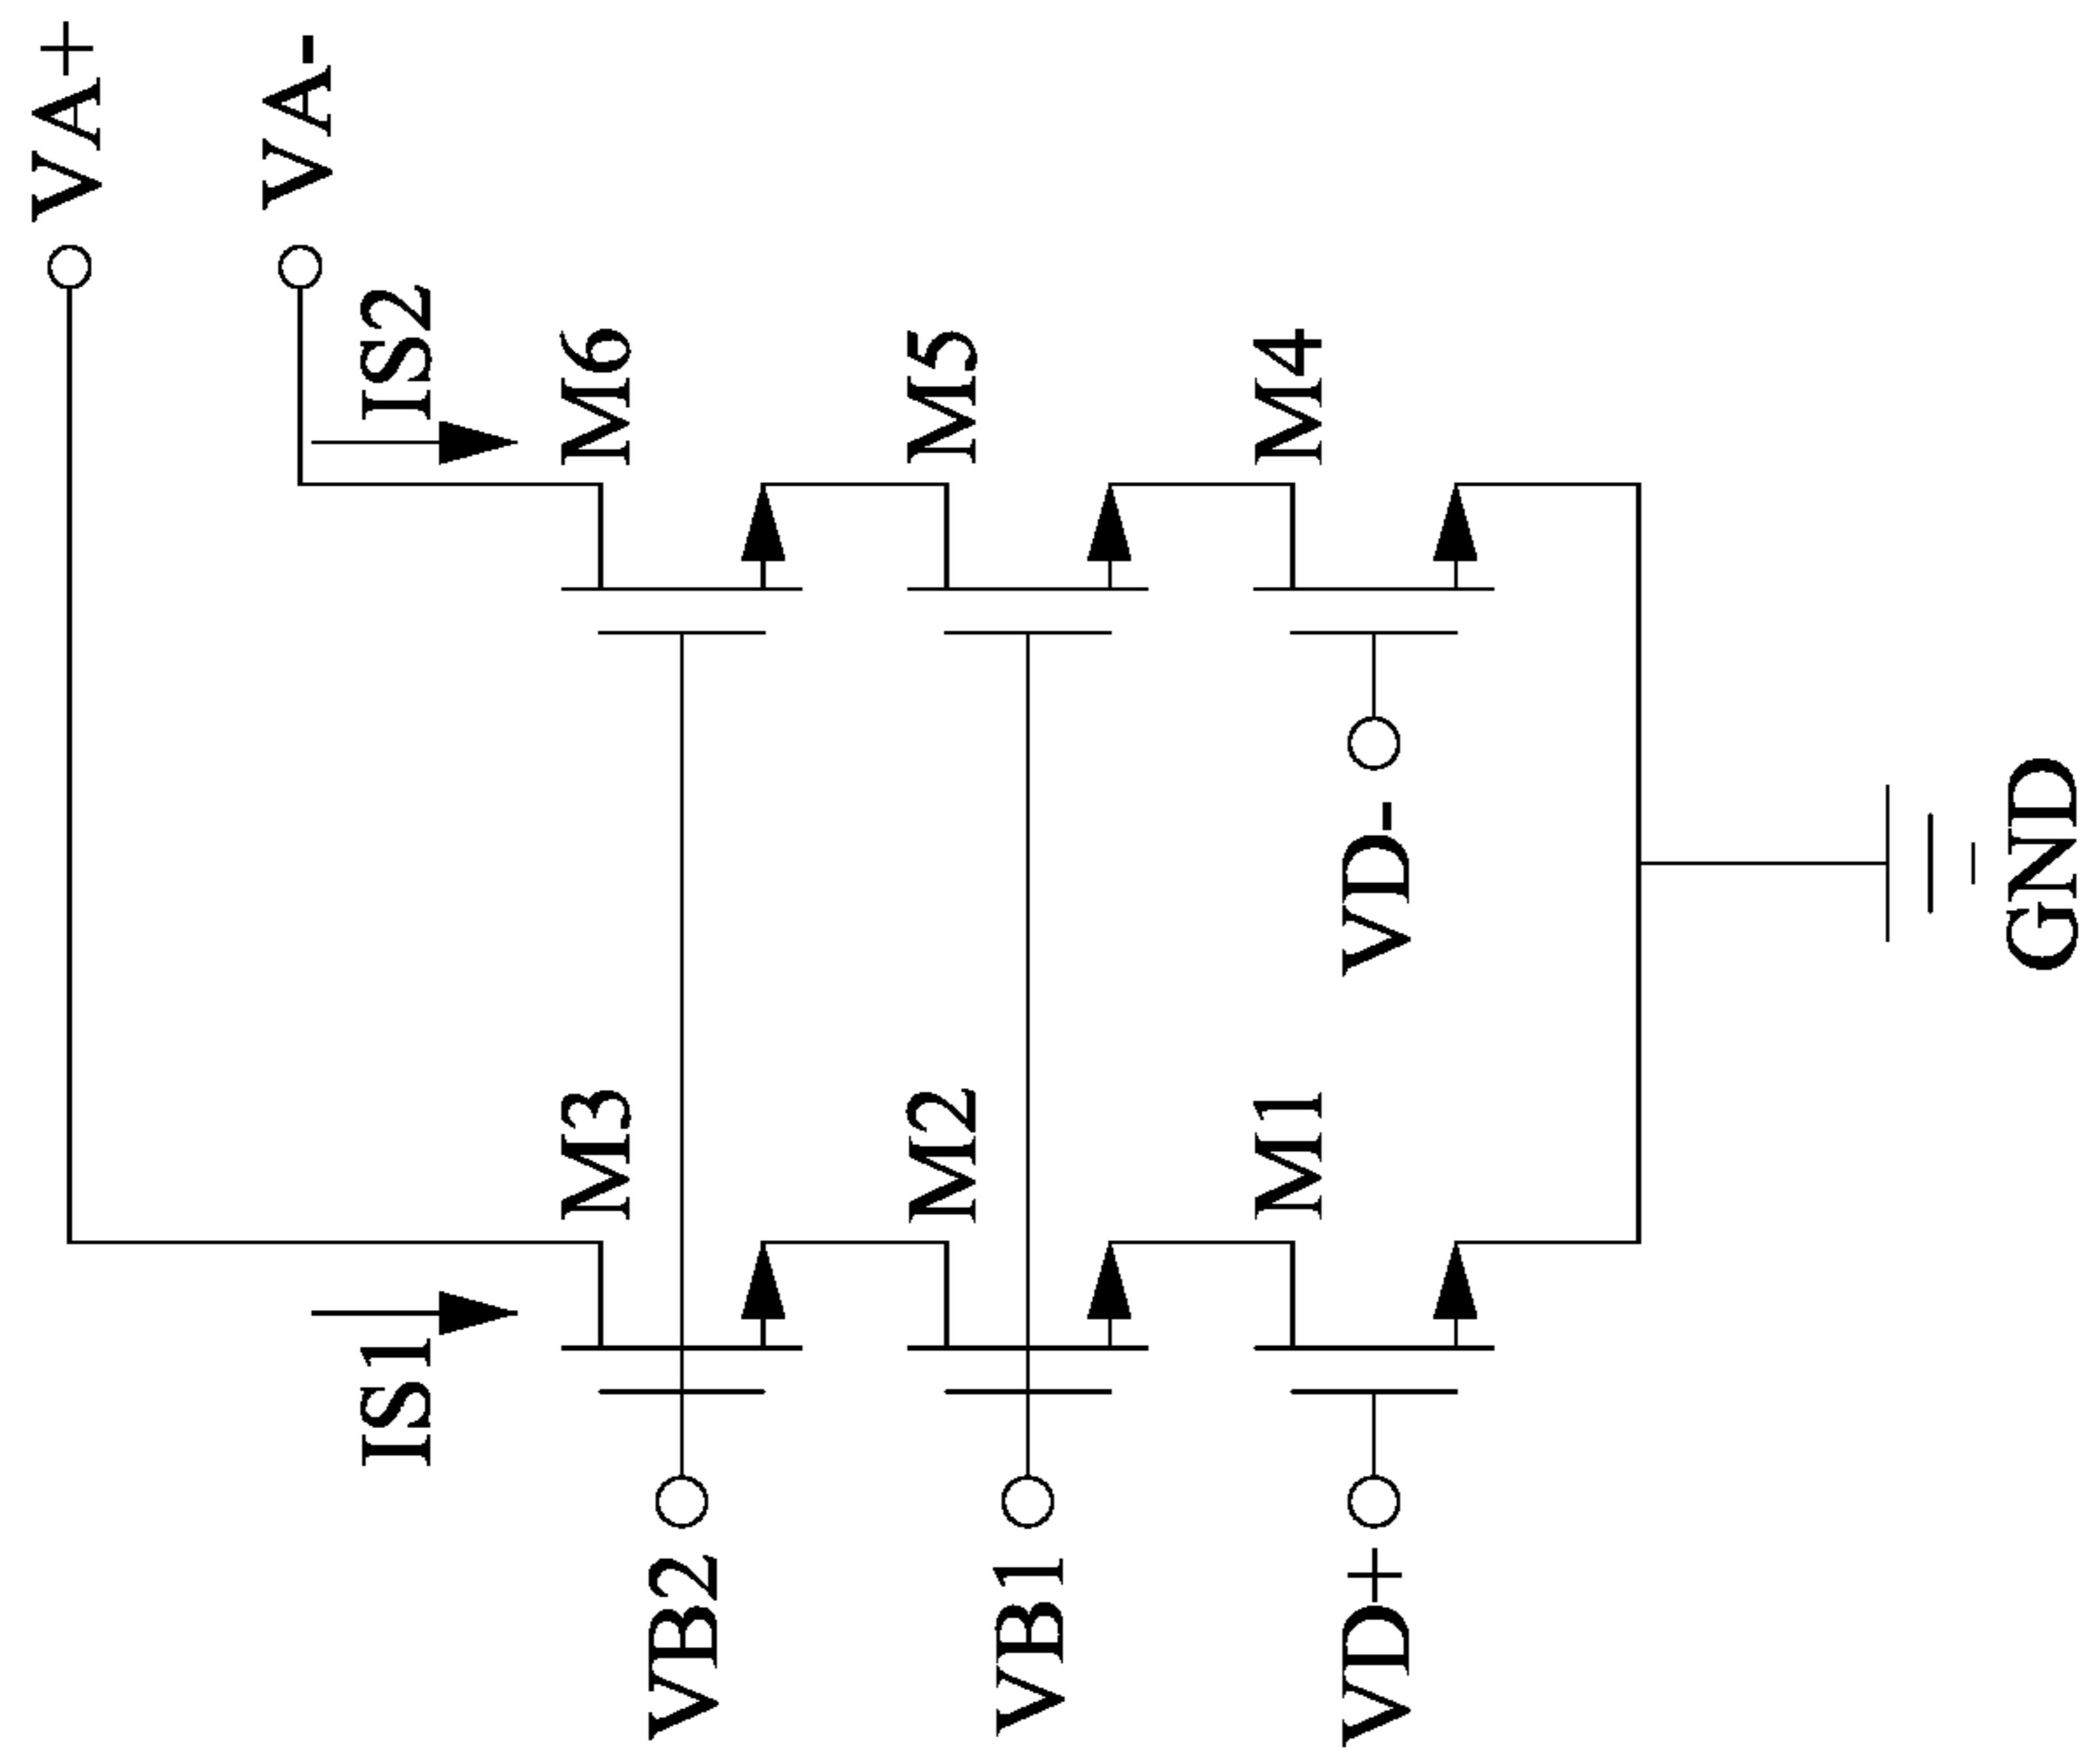 VA+
VA-
IS1
IS2
M3
M6
VB2
M2
M5
VB1
M1
M4
VD+
VD-
GND